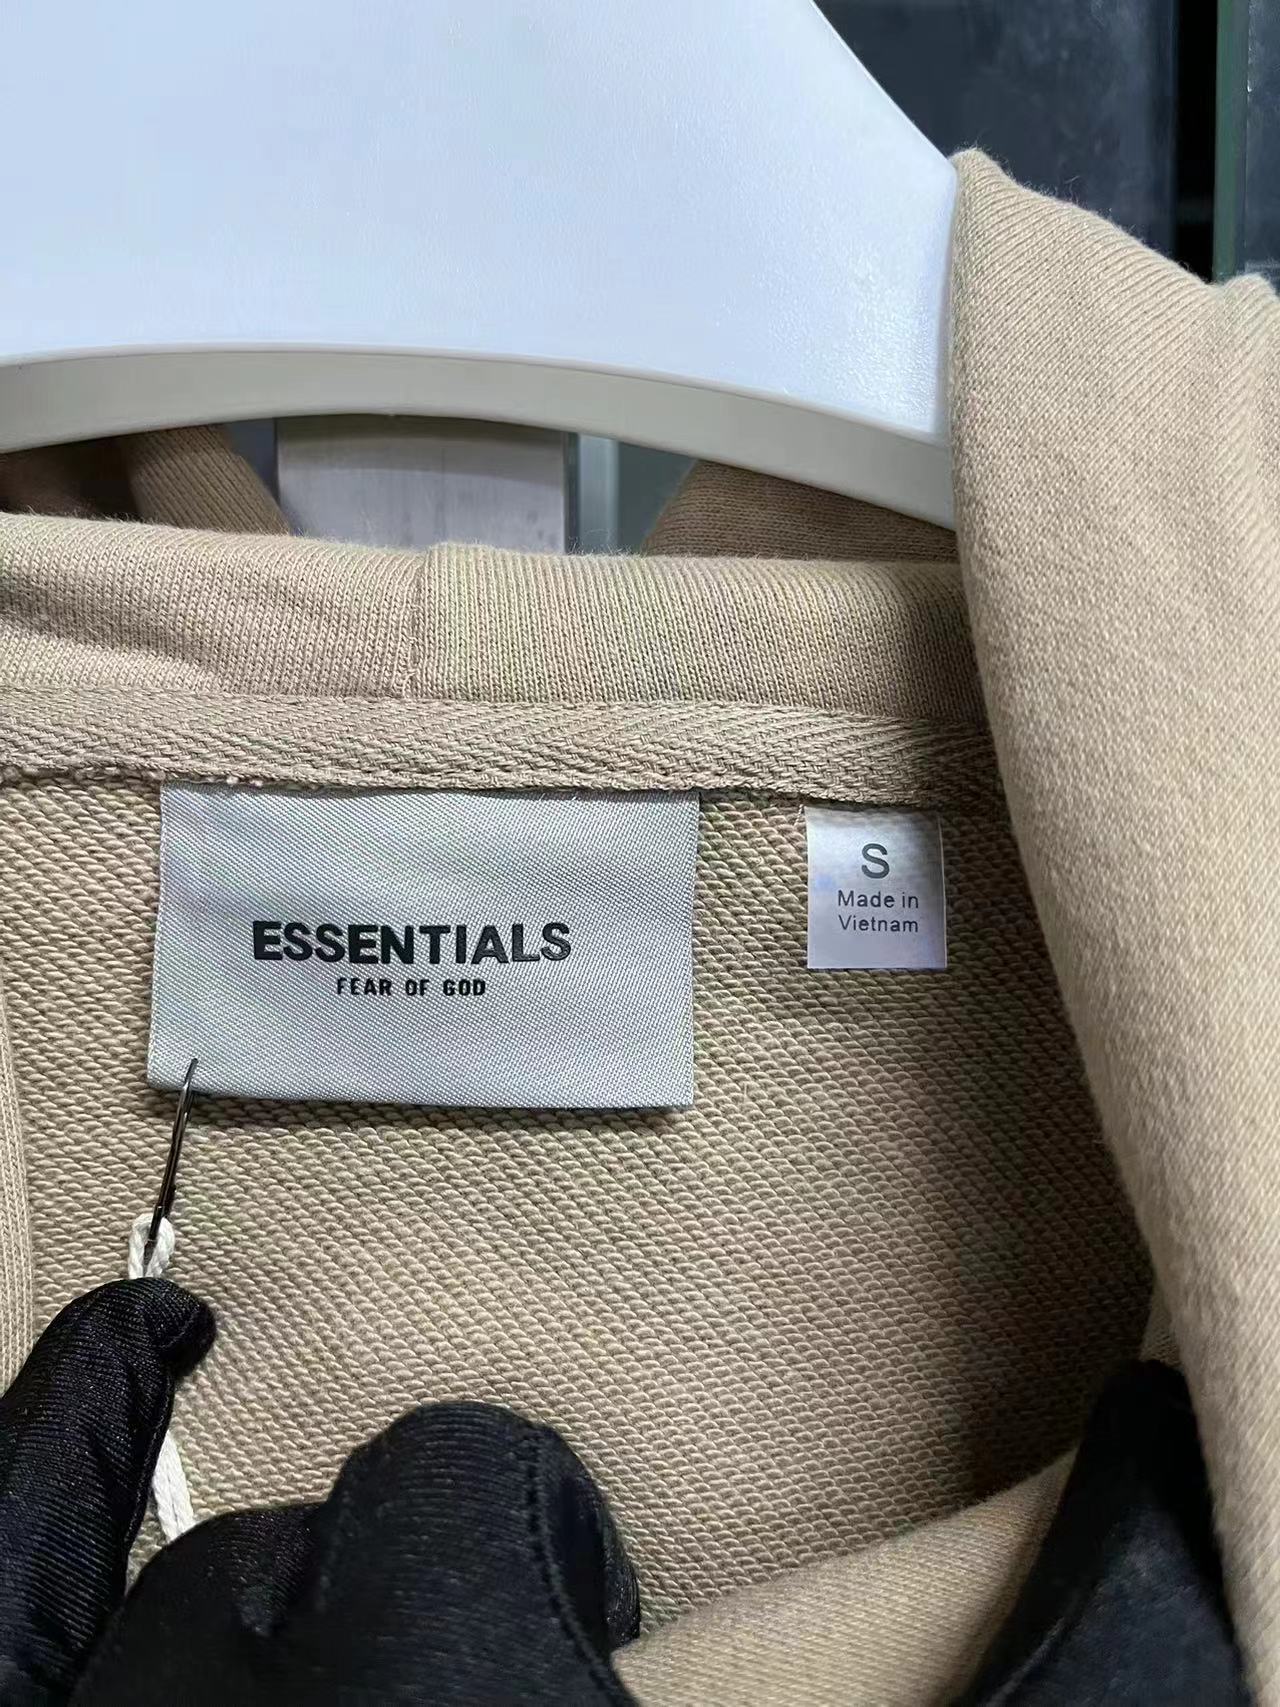 ESSENTIALS
FEAR OF GOD
S
Made in
Vietnam